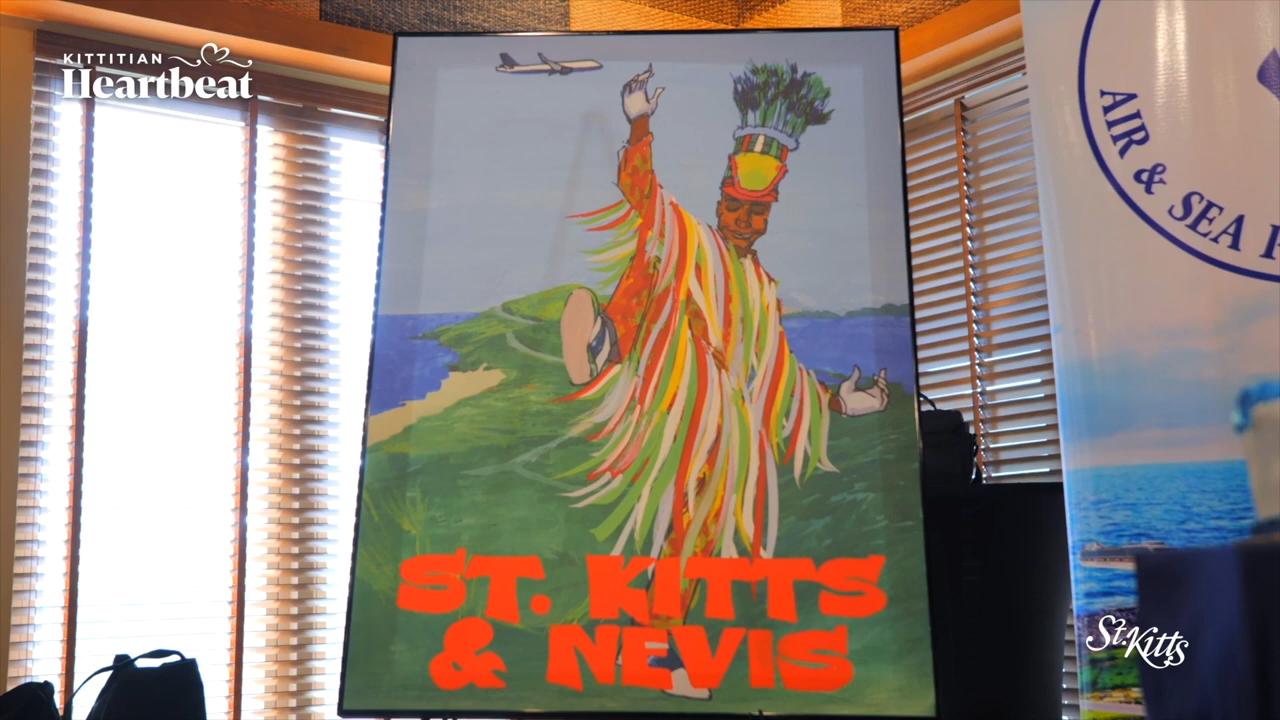 KITTITIAN
Heartbeat
AIR & SEA
ST. KITTS
& NEVIS
St. Kitts